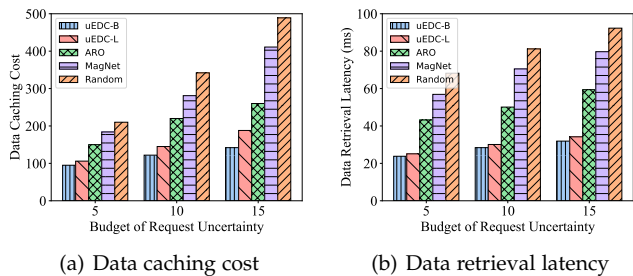 500
400
300
200
100
0
Data Caching Cost
uEDC-B
uEDC-L
ARO
MagNet
Random
5 10 15
Budget of Request Uncertainty
(a) Data caching cost
100
80
60
40
20
0
Data Retrieval Latency (ms)
uEDC-B
uEDC-L
ARO
MagNet
Random
5 10 15
Budget of Request Uncertainty
(b) Data retrieval latency